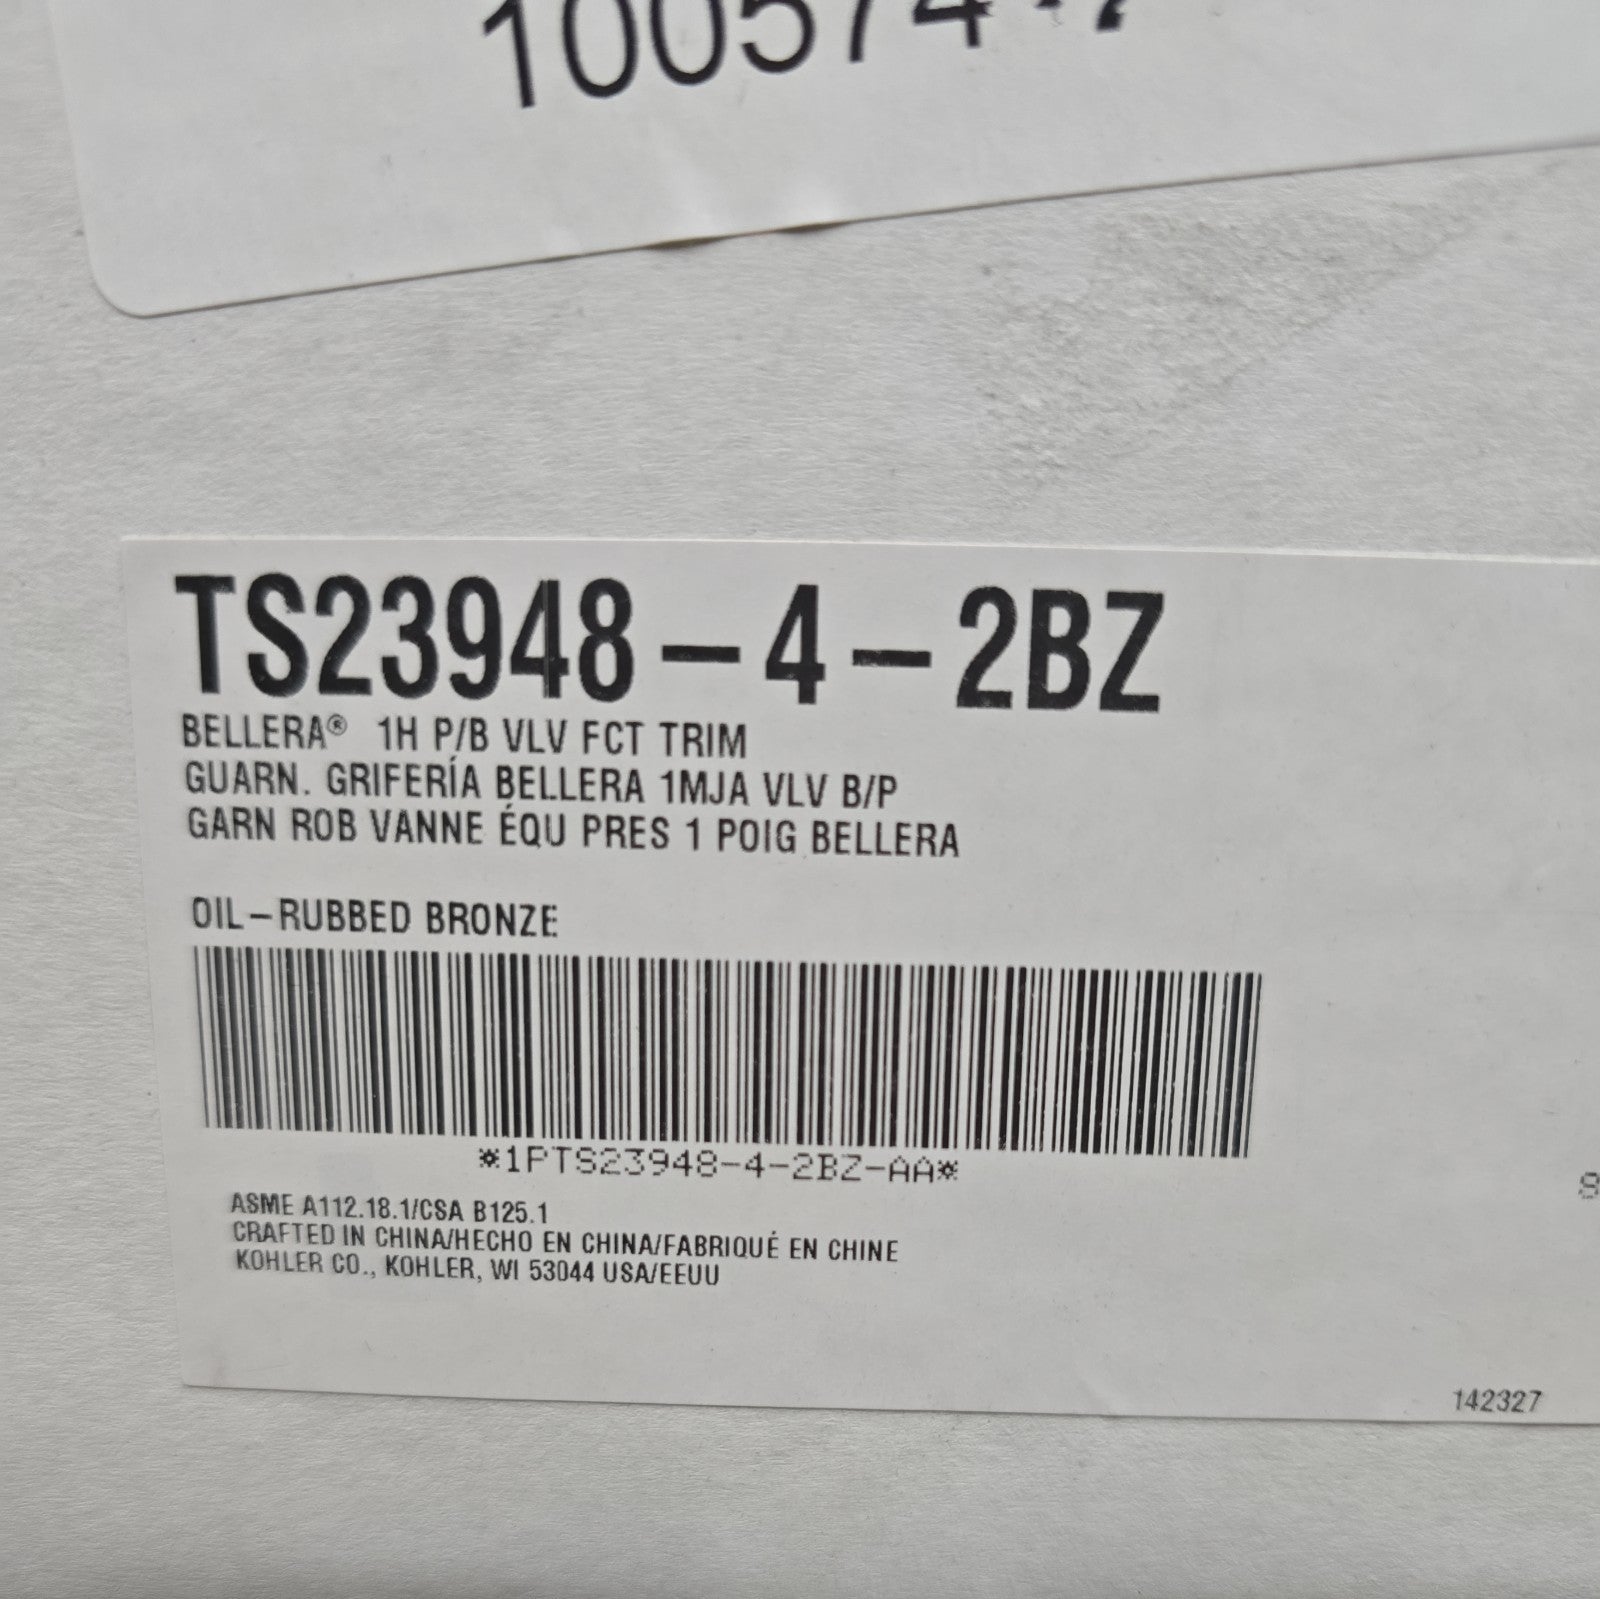 TS23948-4-2BZ
BELLERA® 1H P/B VLV FCT TRIM
GUARN. GRIFERÍA BELLERA 1MJA VLV B/P
GARN ROB VANNE ÉQU PRES 1 POIG BELLERA
OIL-RUBBED BRONZE
*1PTS23948-4-2BZ-AA*
ASME A112.18.1/CSA B125.1
CRAFTED IN CHINA/HECHO EN CHINA/FABRIQUÉ EN CHINE
KOHLER CO., KOHLER, WI 53044 USA/EEUU
142327